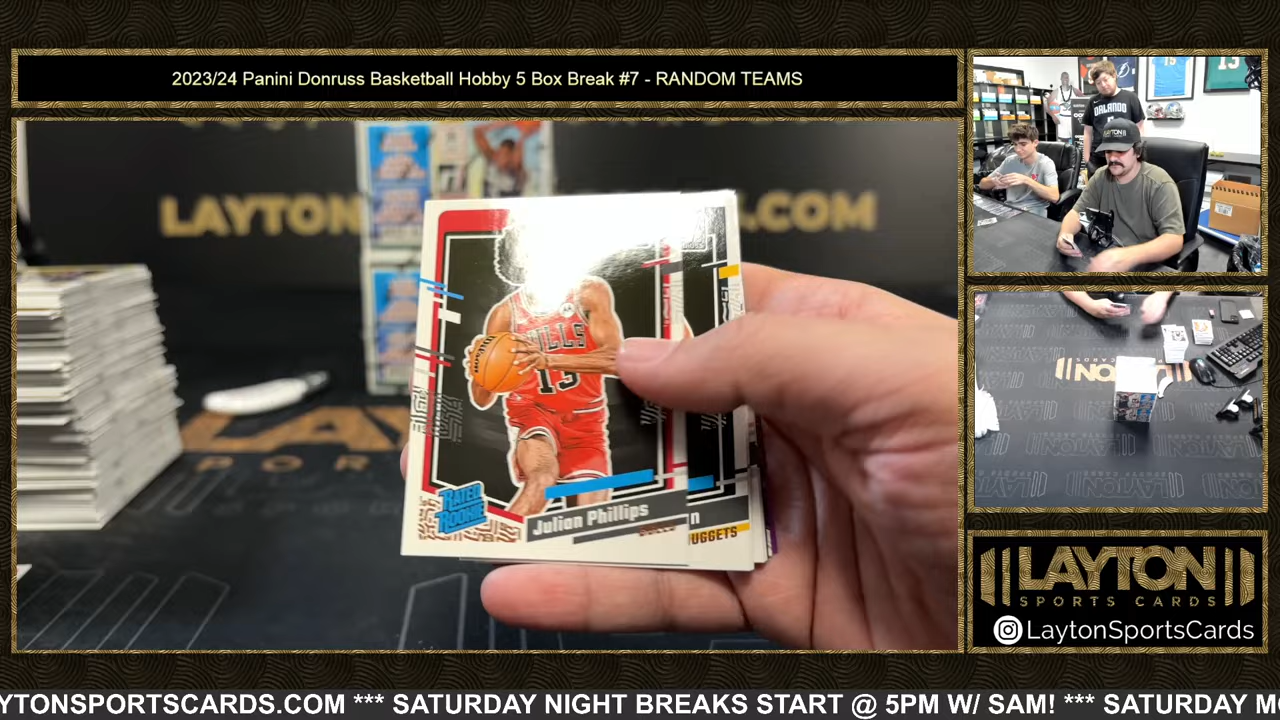 2023/24 Panini Donruss Basketball Hobby 5 Box Break #7 - RANDOM TEAMS
LAYTON
.COM
RATED
ROOKIE
Julian Phillips
BULLS
NUGGETS
13
ORLANDO
LAYTON
LAYTON
SPORTS CARDS
LaytonSportsCards
YTONSPORTSCARDS.COM *** SATURDAY NIGHT BREAKS START @ 5PM W/ SAM! *** SATURDAY